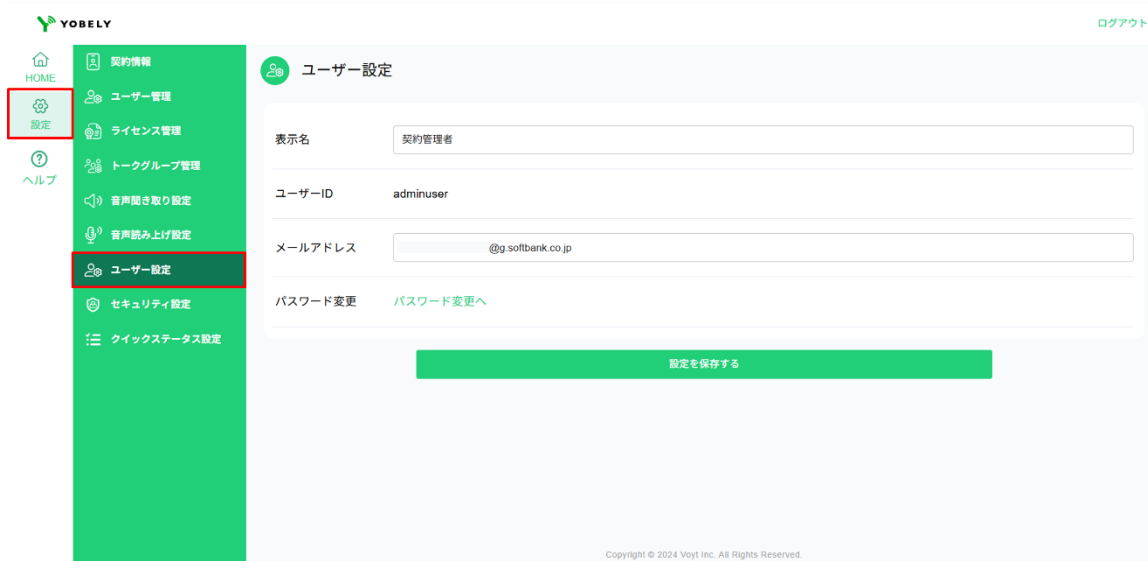 YOBELY
ログアウト
HOME
設定
ヘルプ
契約情報
ユーザー管理
ライセンス管理
トークグループ管理
音声聞き取り設定
音声読み上げ設定
ユーザー設定
セキュリティ設定
クイックステータス設定
ユーザー設定
表示名 契約管理者
ユーザーID adminuser
メールアドレス @g.softbank.co.jp
パスワード変更 パスワード変更へ
設定を保存する
Copyright © 2024 Voyt Inc. All Rights Reserved.